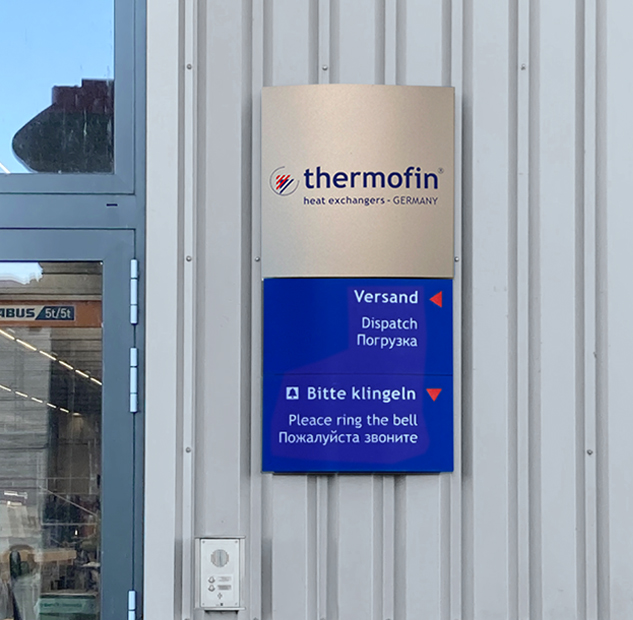 thermofin®
heat exchangers - GERMANY
Versand
Dispatch
Погрузка
Bitte klingeln
Pleace ring the bell
Пожалуйста звоните
ABUS 5t/5t